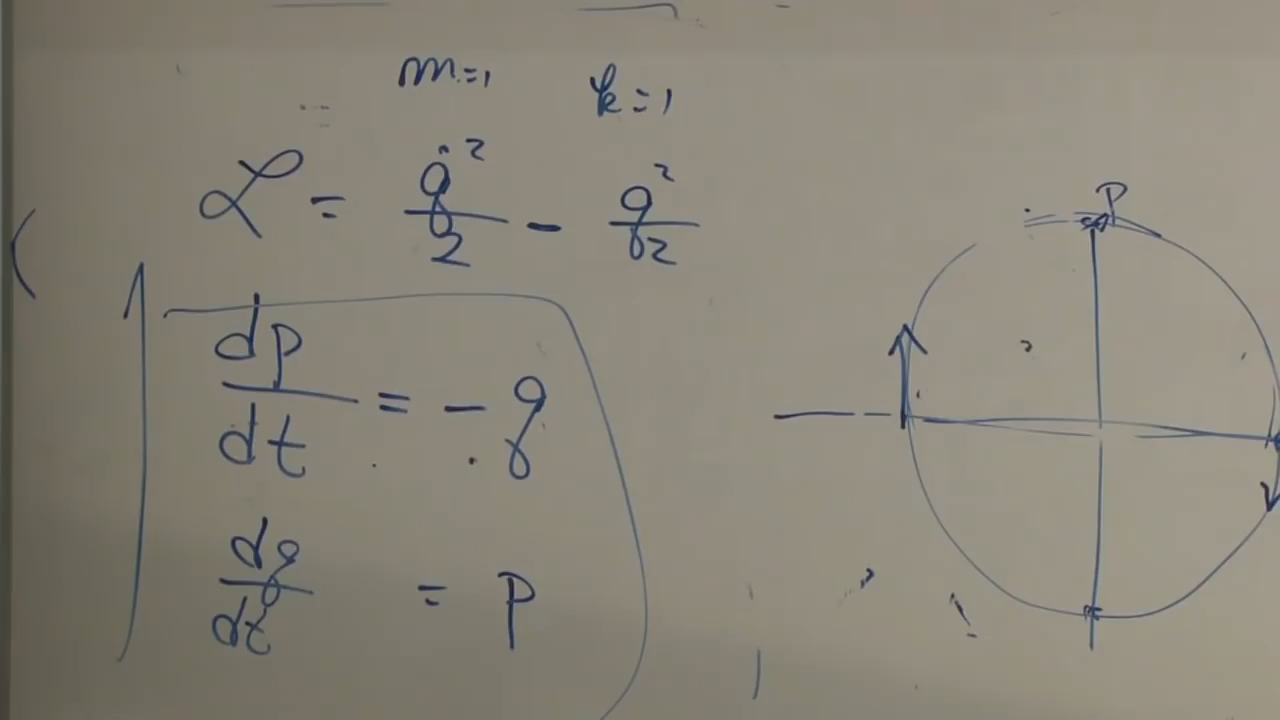 m=1 k=1
ℒ = q̇²/2 - q²/2
P
dp/dt = - q
dq/dt = p